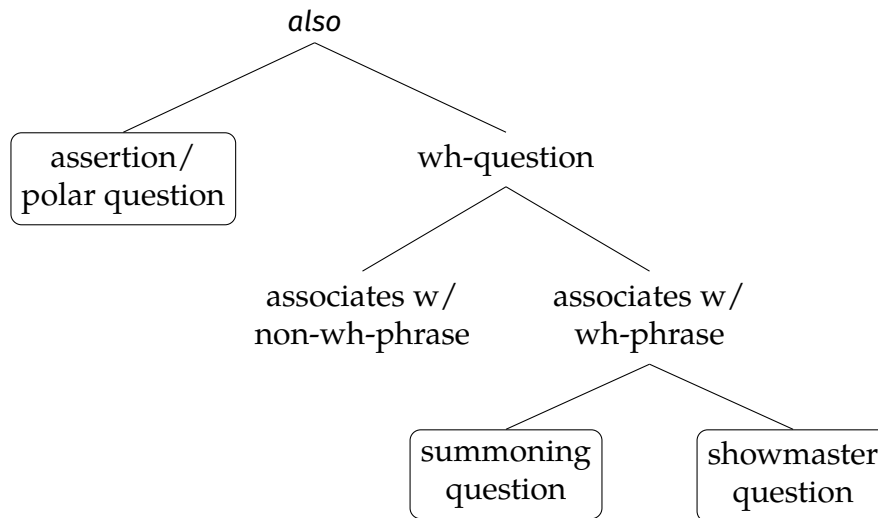 also
assertion/
polar question
wh-question
associates w/
non-wh-phrase
associates w/
wh-phrase
summoning
question
showmaster
question